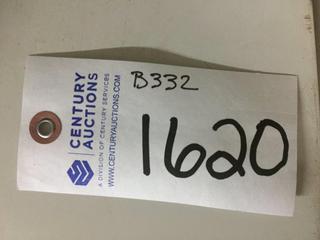 CENTURY
AUCTIONS
A DIVISION OF CENTURY SERVICES
WWW.CENTURYAUCTIONS.COM
B332
1620